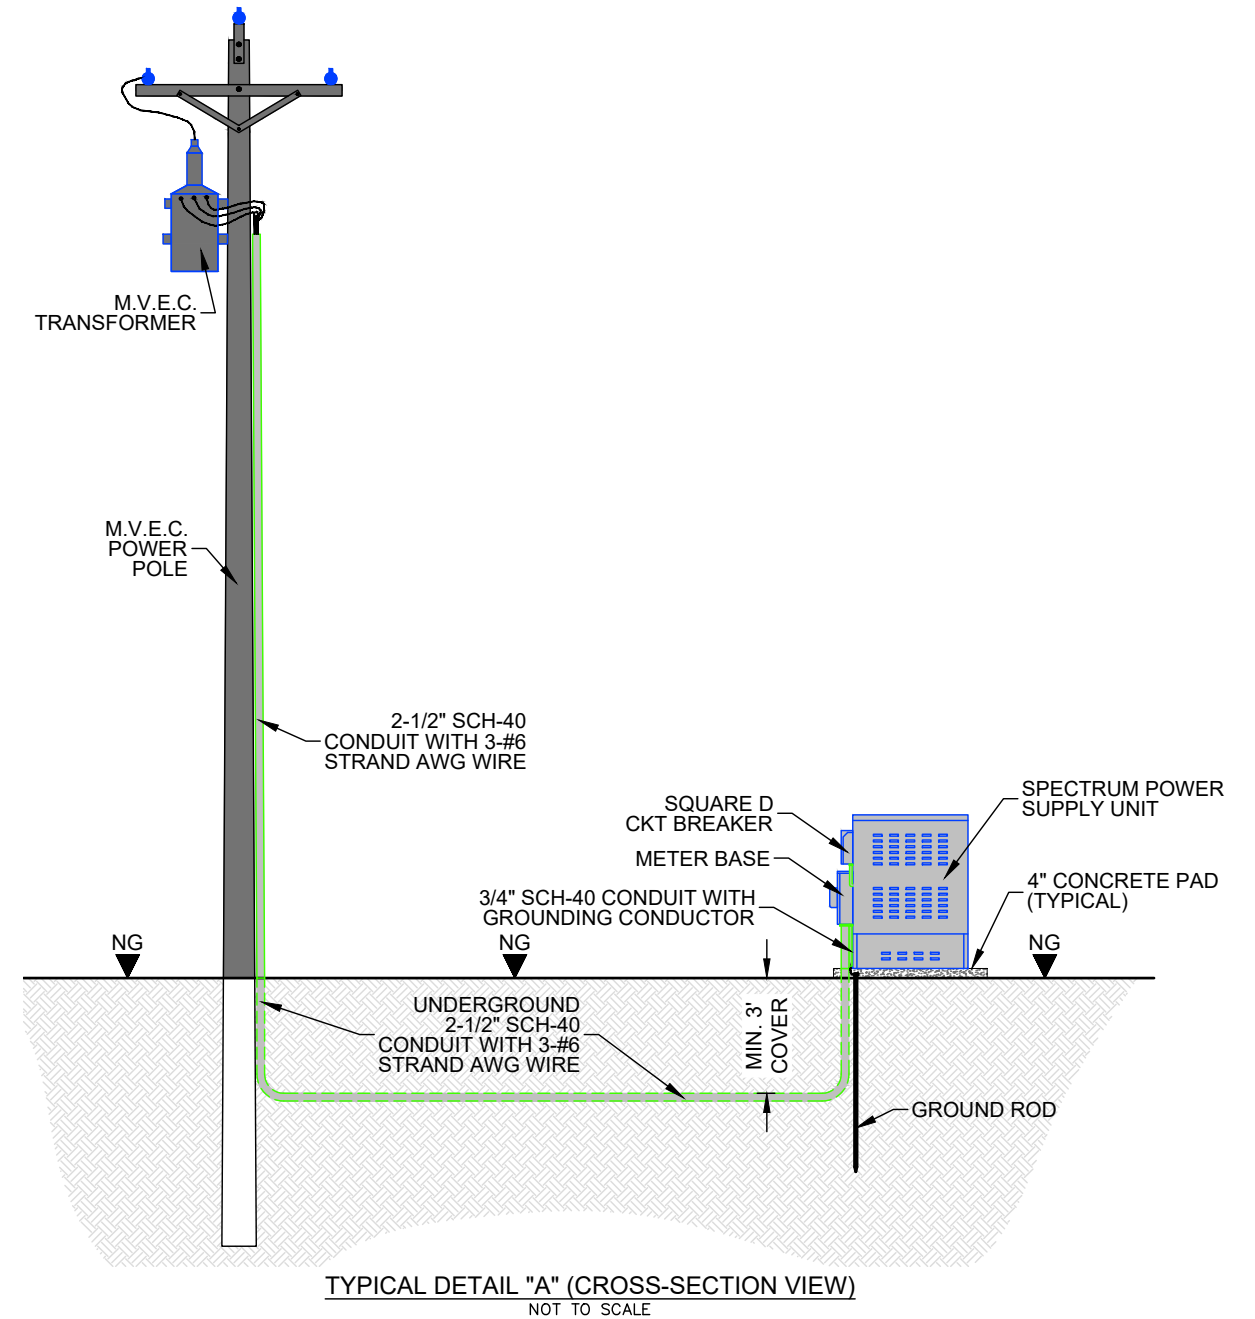 M.V.E.C.
TRANSFORMER
M.V.E.C.
POWER
POLE
2-1/2" SCH-40
CONDUIT WITH 3-#6
STRAND AWG WIRE
SQUARE D
CKT BREAKER
METER BASE
3/4" SCH-40 CONDUIT WITH
GROUNDING CONDUCTOR
SPECTRUM POWER
SUPPLY UNIT
4" CONCRETE PAD
(TYPICAL)
NG
NG
NG
UNDERGROUND
2-1/2" SCH-40
CONDUIT WITH 3-#6
STRAND AWG WIRE
MIN. 3'
COVER
GROUND ROD
TYPICAL DETAIL "A" (CROSS-SECTION VIEW)
NOT TO SCALE